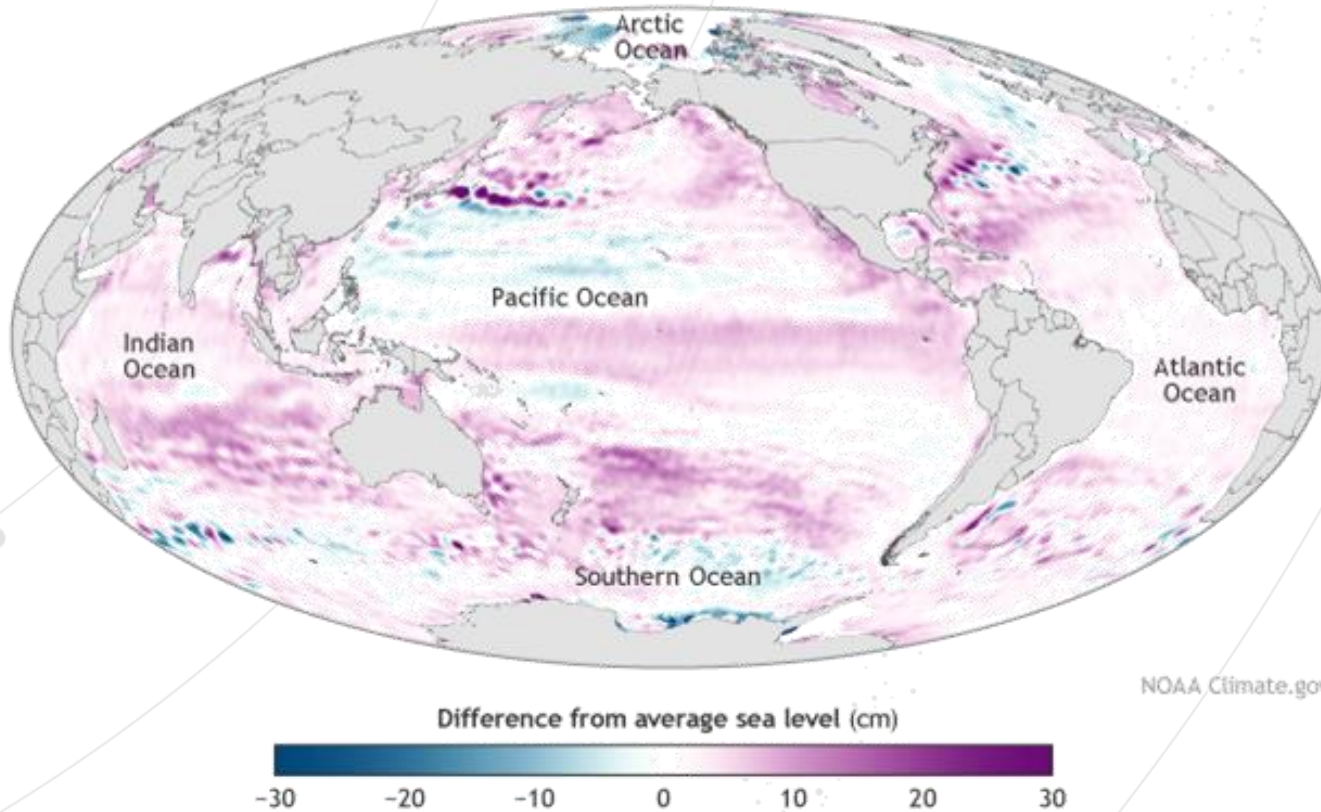 Arctic
Ocean
Pacific Ocean
Indian
Ocean
Atlantic
Ocean
Southern Ocean
NOAA Climate.gov
Difference from average sea level (cm)
−30 −20 −10 0 10 20 30